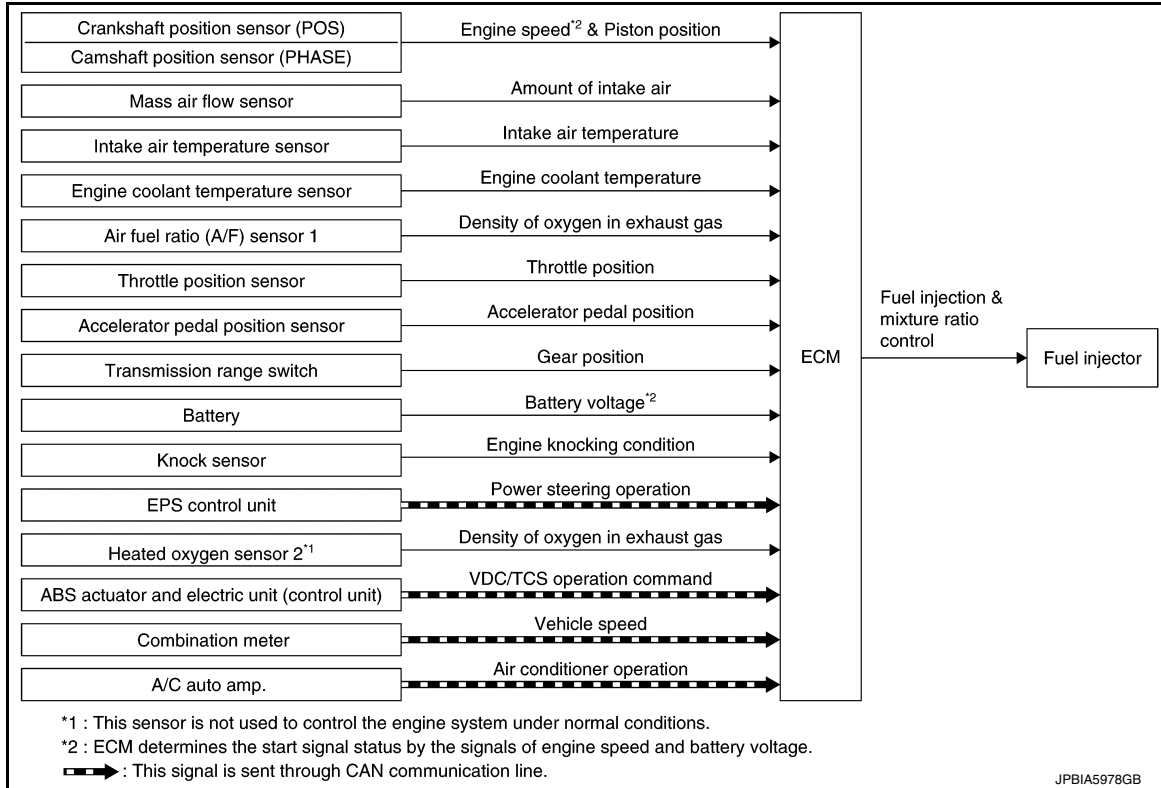 Crankshaft position sensor (POS)
Engine speed*2 & Piston position
Camshaft position sensor (PHASE)
Mass air flow sensor
Amount of intake air
Intake air temperature sensor
Intake air temperature
Engine coolant temperature sensor
Engine coolant temperature
Air fuel ratio (A/F) sensor 1
Density of oxygen in exhaust gas
Throttle position sensor
Throttle position
Accelerator pedal position sensor
Accelerator pedal position
Transmission range switch
Gear position
Battery
Battery voltage*2
Knock sensor
Engine knocking condition
EPS control unit
Power steering operation
Heated oxygen sensor 2*1
Density of oxygen in exhaust gas
ABS actuator and electric unit (control unit)
VDC/TCS operation command
Combination meter
Vehicle speed
A/C auto amp.
Air conditioner operation
ECM
Fuel injection &
mixture ratio
control
Fuel injector
*1 : This sensor is not used to control the engine system under normal conditions.
*2 : ECM determines the start signal status by the signals of engine speed and battery voltage.
: This signal is sent through CAN communication line.
JPBIA5978GB